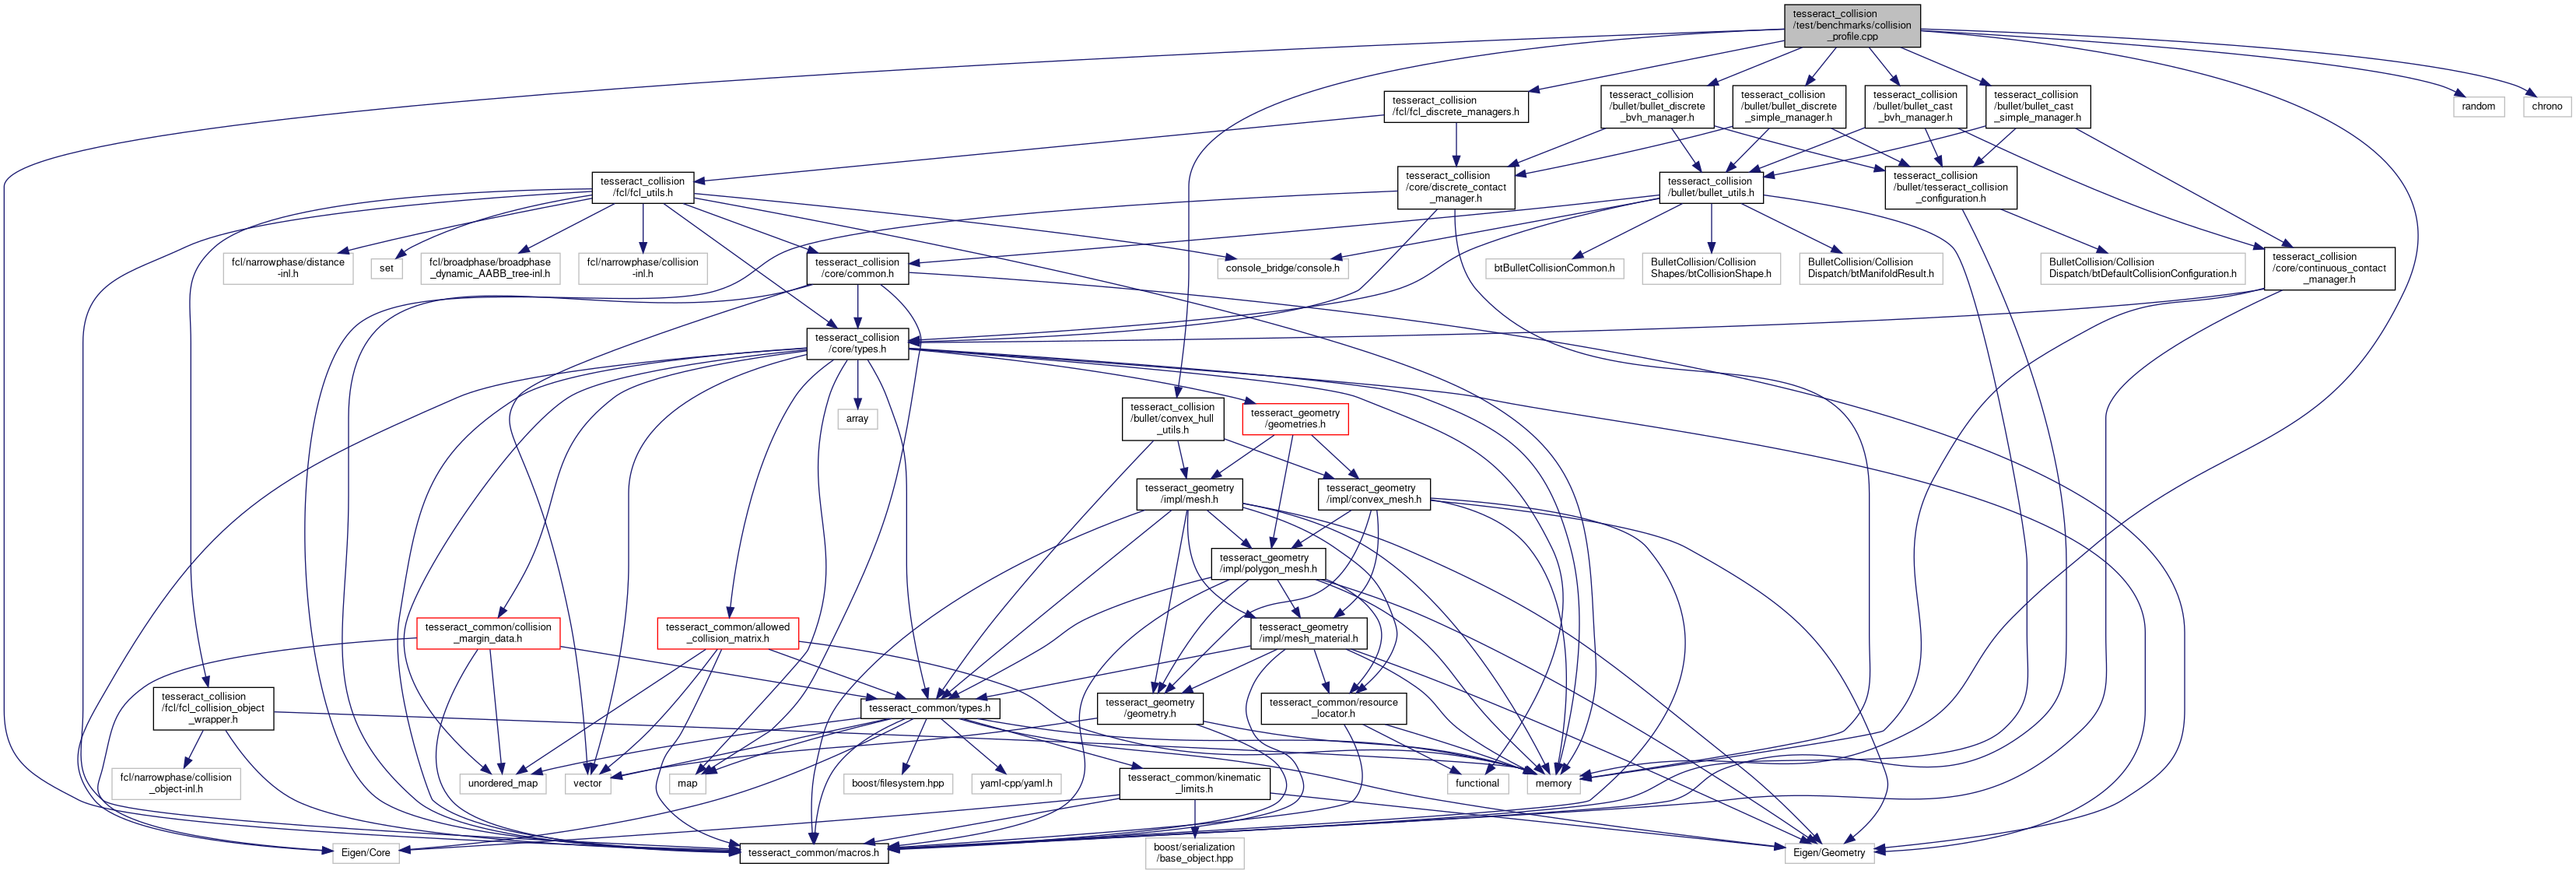 tesseract_collision
/test/benchmarks/collision
_profile.cpp
tesseract_collision
/fcl/fcl_discrete_managers.h
tesseract_collision
/bullet/bullet_discrete
_bvh_manager.h
tesseract_collision
/bullet/bullet_discrete
_simple_manager.h
tesseract_collision
/bullet/bullet_cast
_bvh_manager.h
tesseract_collision
/bullet/bullet_cast
_simple_manager.h
random
chrono
tesseract_collision
/fcl/fcl_utils.h
tesseract_collision
/core/discrete_contact
_manager.h
tesseract_collision
/bullet/bullet_utils.h
tesseract_collision
/bullet/tesseract_collision
_configuration.h
fcl/narrowphase/distance
-inl.h
set
fcl/broadphase/broadphase
_dynamic_AABB_tree-inl.h
fcl/narrowphase/collision
-inl.h
tesseract_collision
/core/common.h
console_bridge/console.h
btBulletCollisionCommon.h
BulletCollision/Collision
Shapes/btCollisionShape.h
BulletCollision/Collision
Dispatch/btManifoldResult.h
BulletCollision/Collision
Dispatch/btDefaultCollisionConfiguration.h
tesseract_collision
/core/continuous_contact
_manager.h
tesseract_collision
/core/types.h
array
tesseract_collision
/bullet/convex_hull
_utils.h
tesseract_geometry
/geometries.h
tesseract_geometry
/impl/mesh.h
tesseract_geometry
/impl/convex_mesh.h
tesseract_geometry
/impl/polygon_mesh.h
tesseract_common/collision
_margin_data.h
tesseract_common/allowed
_collision_matrix.h
tesseract_geometry
/impl/mesh_material.h
tesseract_collision
/fcl/fcl_collision_object
_wrapper.h
tesseract_common/types.h
tesseract_geometry
/geometry.h
tesseract_common/resource
_locator.h
fcl/narrowphase/collision
_object-inl.h
unordered_map
vector
map
boost/filesystem.hpp
yaml-cpp/yaml.h
tesseract_common/kinematic
_limits.h
functional
memory
Eigen/Core
tesseract_common/macros.h
boost/serialization
/base_object.hpp
Eigen/Geometry